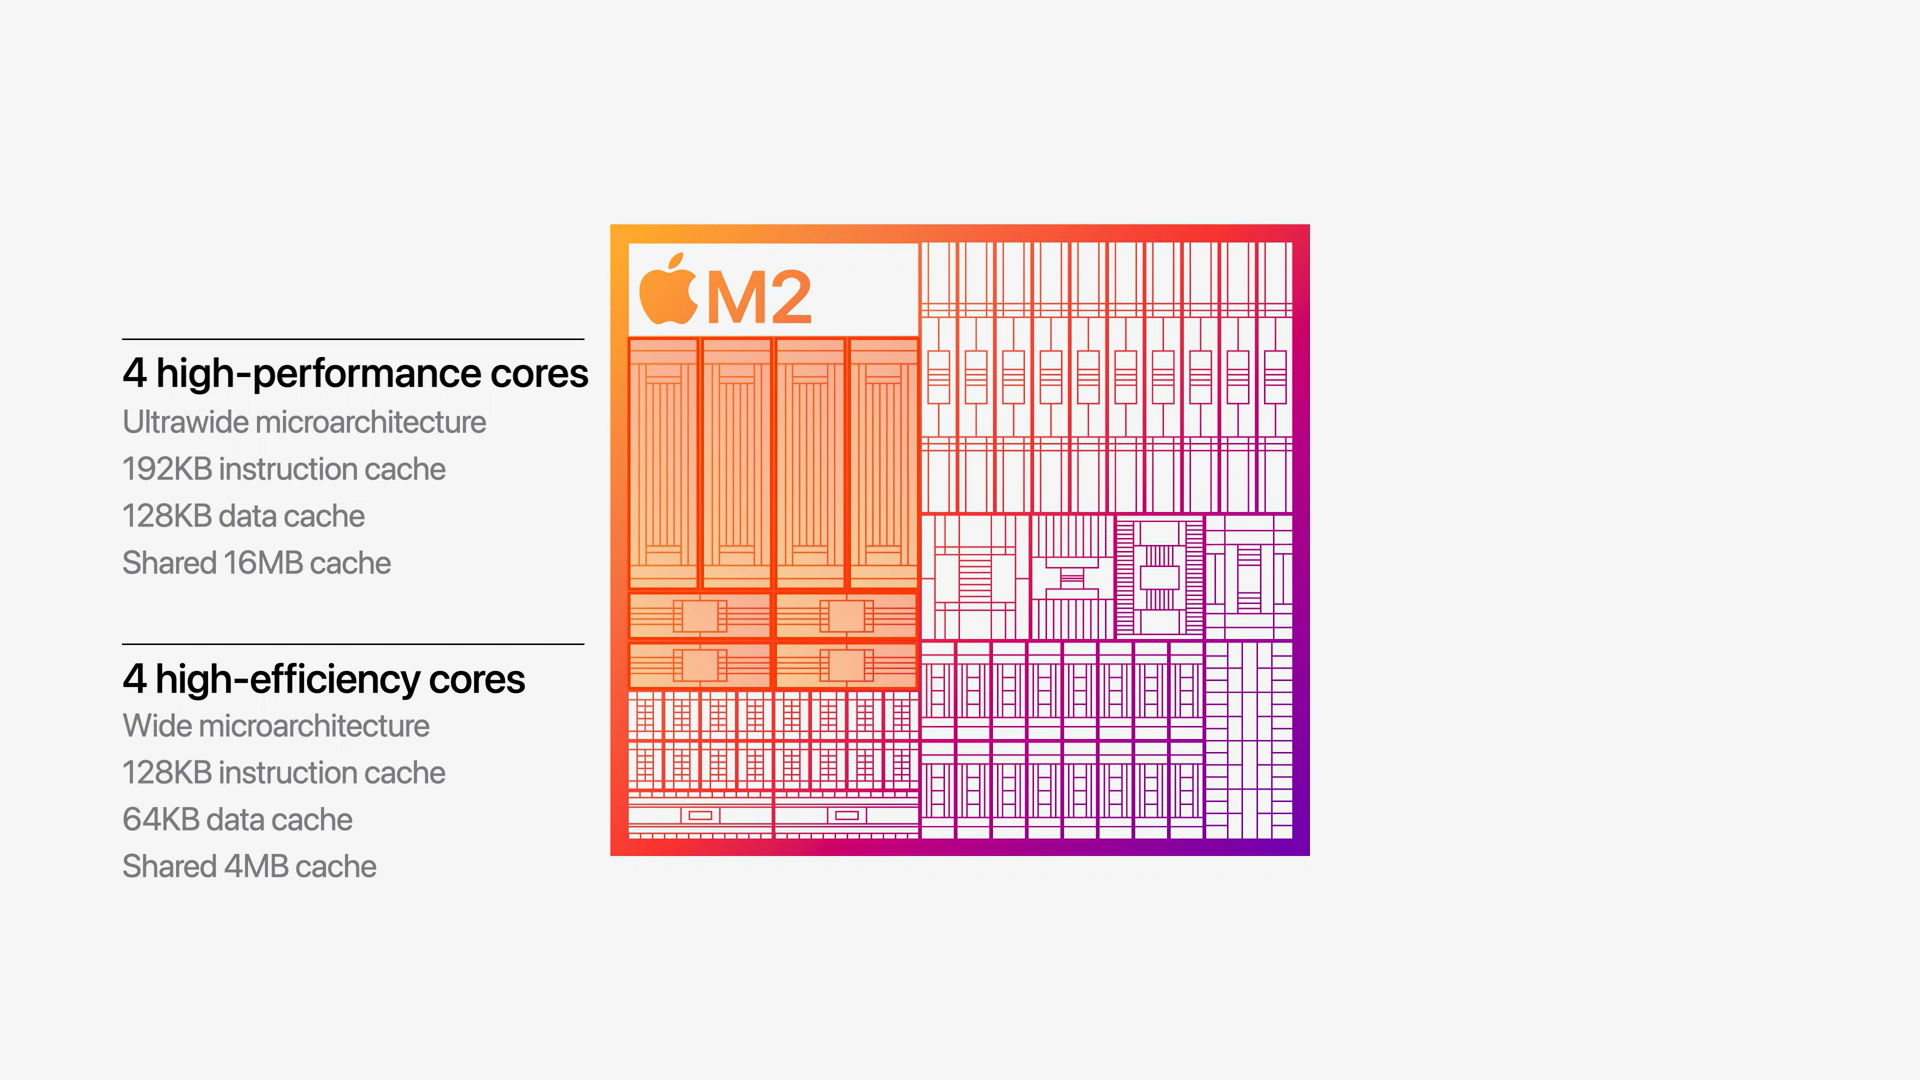 M2
4 high-performance cores
Ultrawide microarchitecture
192KB instruction cache
128KB data cache
Shared 16MB cache
4 high-efficiency cores
Wide microarchitecture
128KB instruction cache
64KB data cache
Shared 4MB cache